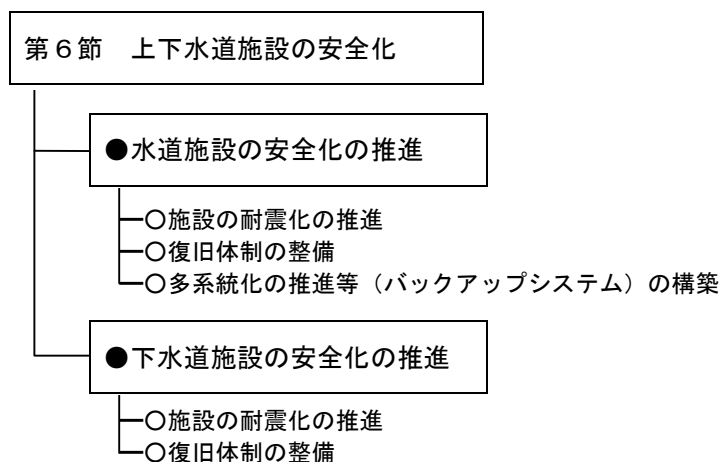 第６節　上下水道施設の安全化
●水道施設の安全化の推進
○施設の耐震化の推進
○復旧体制の整備
○多系統化の推進等（バックアップシステム）の構築
●下水道施設の安全化の推進
○施設の耐震化の推進
○復旧体制の整備